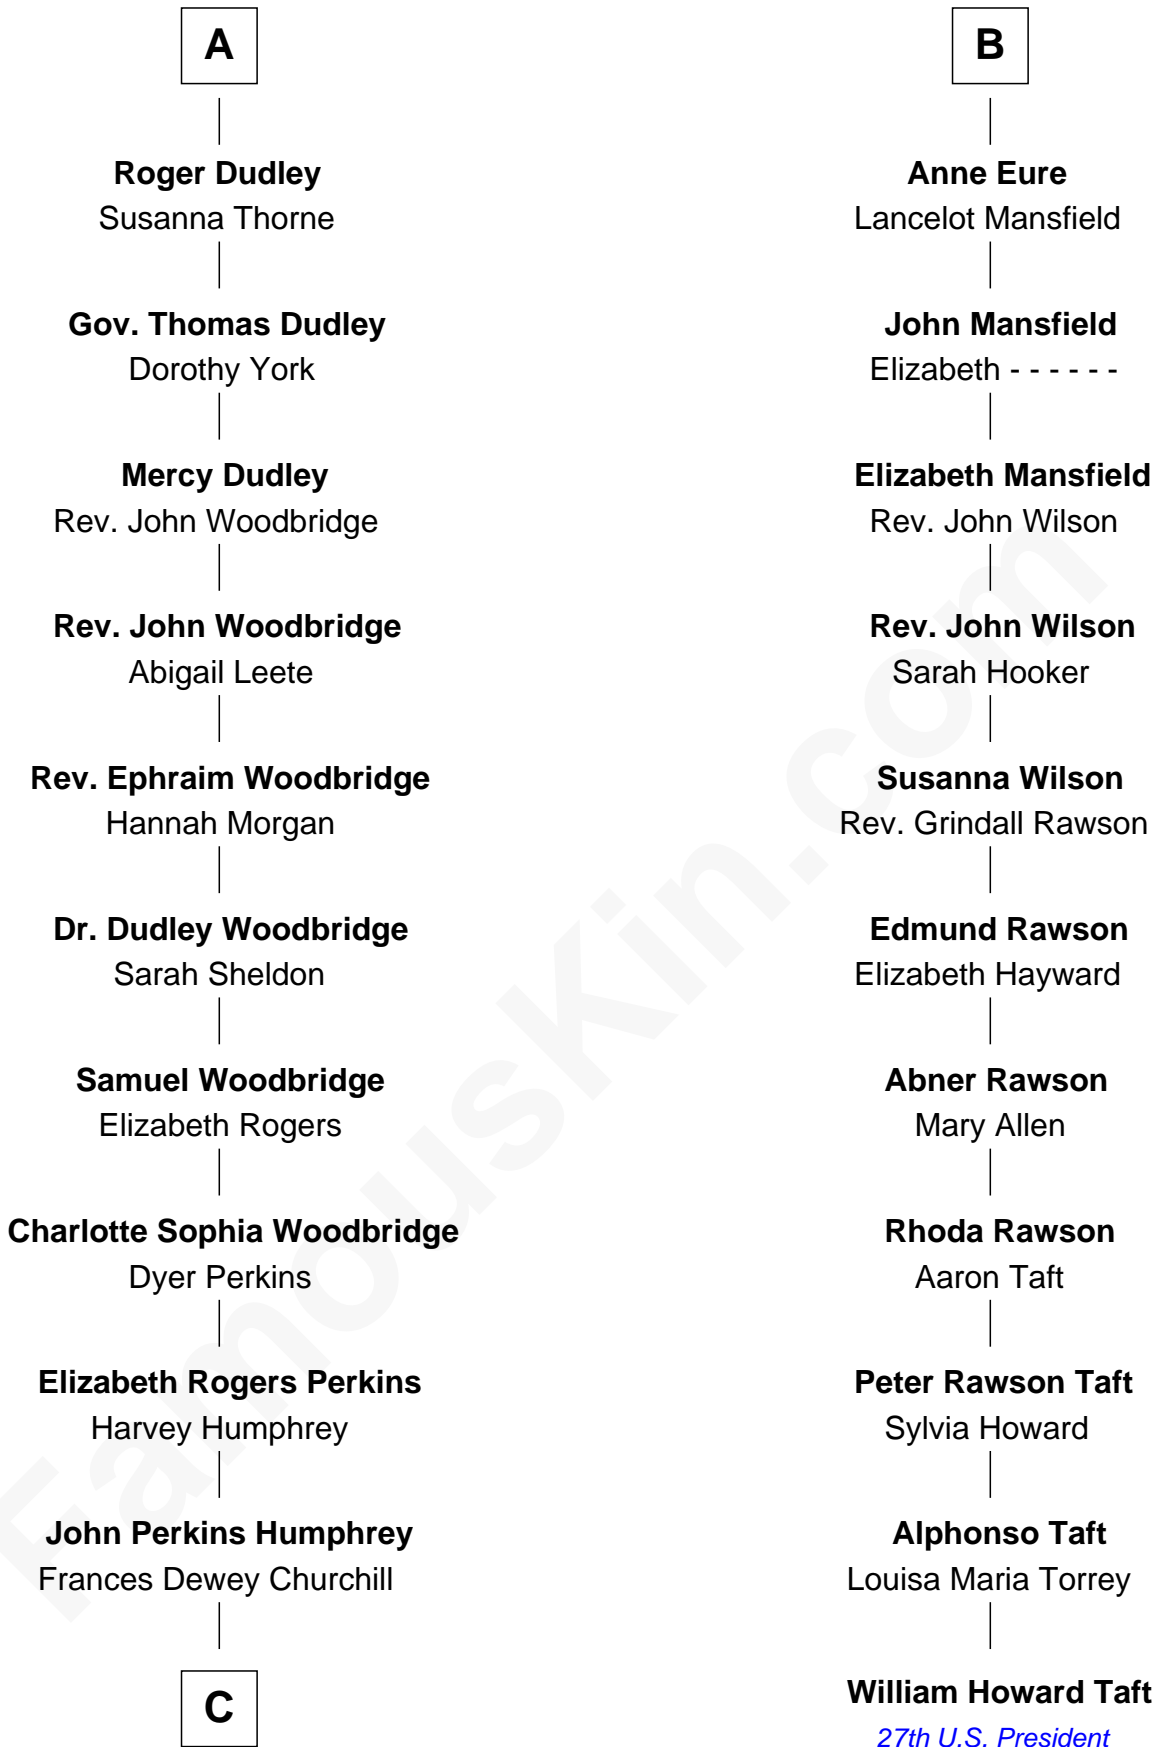 A
Roger Dudley
Susanna Thorne
Gov. Thomas Dudley
Dorothy York
Mercy Dudley
Rev. John Woodbridge
Rev. John Woodbridge
Abigail Leete
Rev. Ephraim Woodbridge
Hannah Morgan
Dr. Dudley Woodbridge
Sarah Sheldon
Samuel Woodbridge
Elizabeth Rogers
Charlotte Sophia Woodbridge
Dyer Perkins
Elizabeth Rogers Perkins
Harvey Humphrey
John Perkins Humphrey
Frances Dewey Churchill
C
B
Anne Eure
Lancelot Mansfield
John Mansfield
Elizabeth - - - - - -
Elizabeth Mansfield
Rev. John Wilson
Rev. John Wilson
Sarah Hooker
Susanna Wilson
Rev. Grindall Rawson
Edmund Rawson
Elizabeth Hayward
Abner Rawson
Mary Allen
Rhoda Rawson
Aaron Taft
Peter Rawson Taft
Sylvia Howard
Alphonso Taft
Louisa Maria Torrey
William Howard Taft
27th U.S. President
FamousKin.com